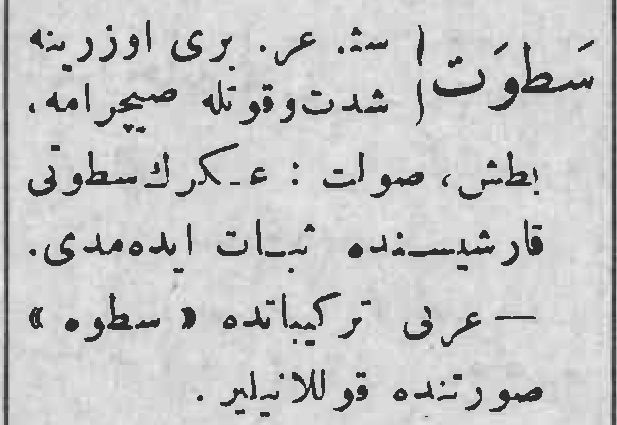 سَطوَت ( سث. عر. بری اوزرینه
( شدت وقوتله صیچرامه،
بطش، صولت : عسکرك سطوتی
قارشیسنده ثبات ایده‌مدی.
— عربی ترکیباتده « سطوه »
صورتنده قوللانیلیر .